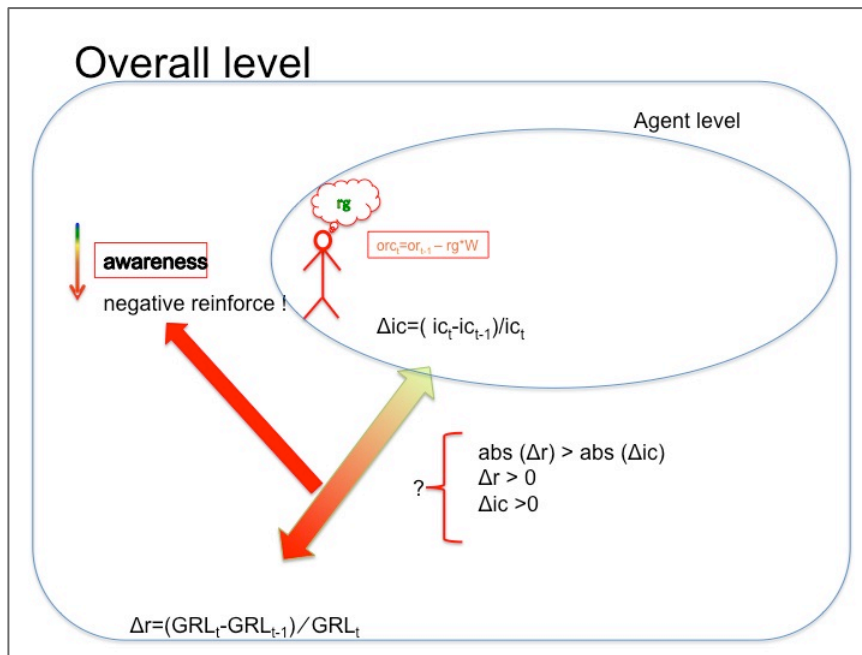 Overall level
Agent level
rg
orcₜ=orₜ₋₁ – rg*W
awareness
negative reinforce !
Δic=( icₜ-icₜ₋₁)/icₜ
abs (Δr) > abs (Δic)
? Δr > 0
Δic >0
Δr=(GRLₜ-GRLₜ₋₁) ∕ GRLₜ